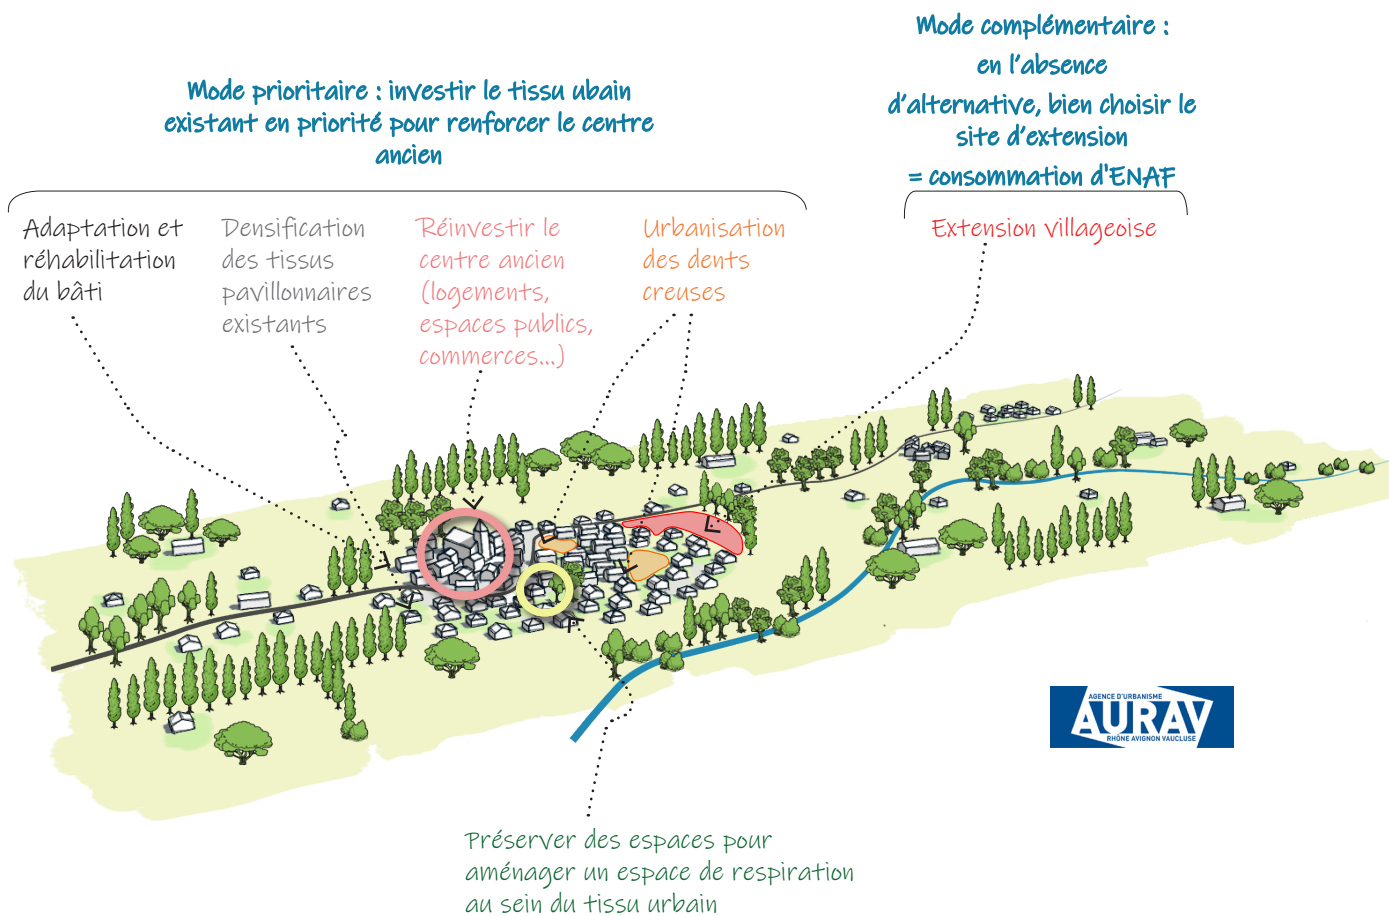 Mode complémentaire :
en l'absence
d'alternative, bien choisir le
site d'extension
= consommation d'ENAF
Mode prioritaire : investir le tissu ubain
existant en priorité pour renforcer le centre
ancien
Adaptation et
réhabilitation
du bâti
Densification
des tissus
pavillonnaires
existants
Réinvestir le
centre ancien
(logements,
espaces publics,
commerces...)
Urbanisation
des dents
creuses
Extension villageoise
AGENCE D'URBANISME
AURAV
RHÔNE AVIGNON VAUCLUSE
Préserver des espaces pour
aménager un espace de respiration
au sein du tissu urbain